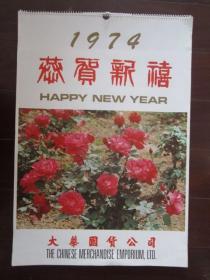 1974
恭賀新禧
HAPPY NEW YEAR
大華國貨公司
THE CHINESE MERCHANDISE EMPORIUM, LTD.